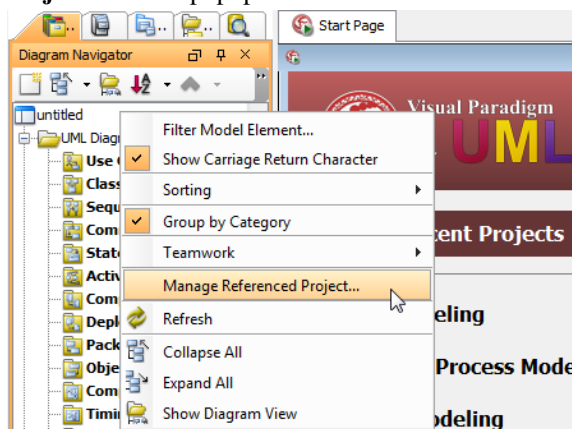 Start Page
Diagram Navigator
untitled
UML Diagr
Use
Class
Sequ
Com
State
Activ
Com
Depl
Pack
Obje
Com
Timi
Filter Model Element...
Show Carriage Return Character
Sorting
Group by Category
Teamwork
Manage Referenced Project...
Refresh
Collapse All
Expand All
Show Diagram View
Visual Paradigm
UML
cent Projects
eling
Process Mode
odeling